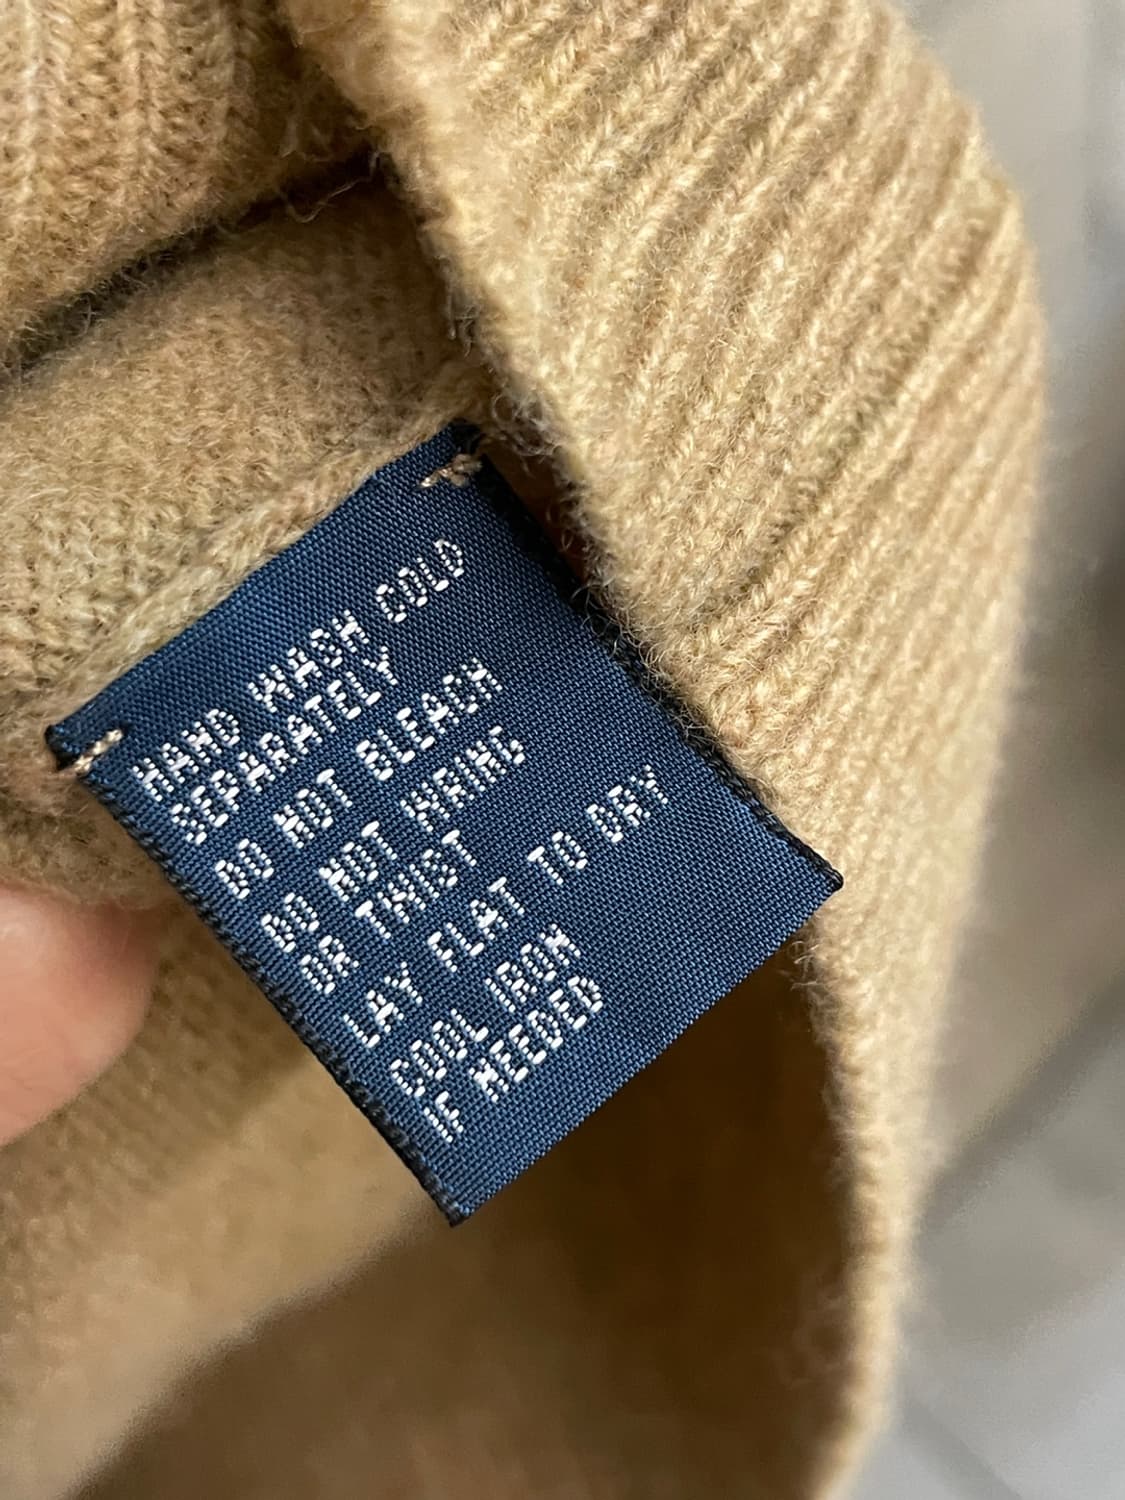 HAND WASH COLD
SEPARATELY
DO NOT BLEACH
DO NOT WRING
OR TWIST
LAY FLAT TO DRY
COOL IRON
IF NEEDED